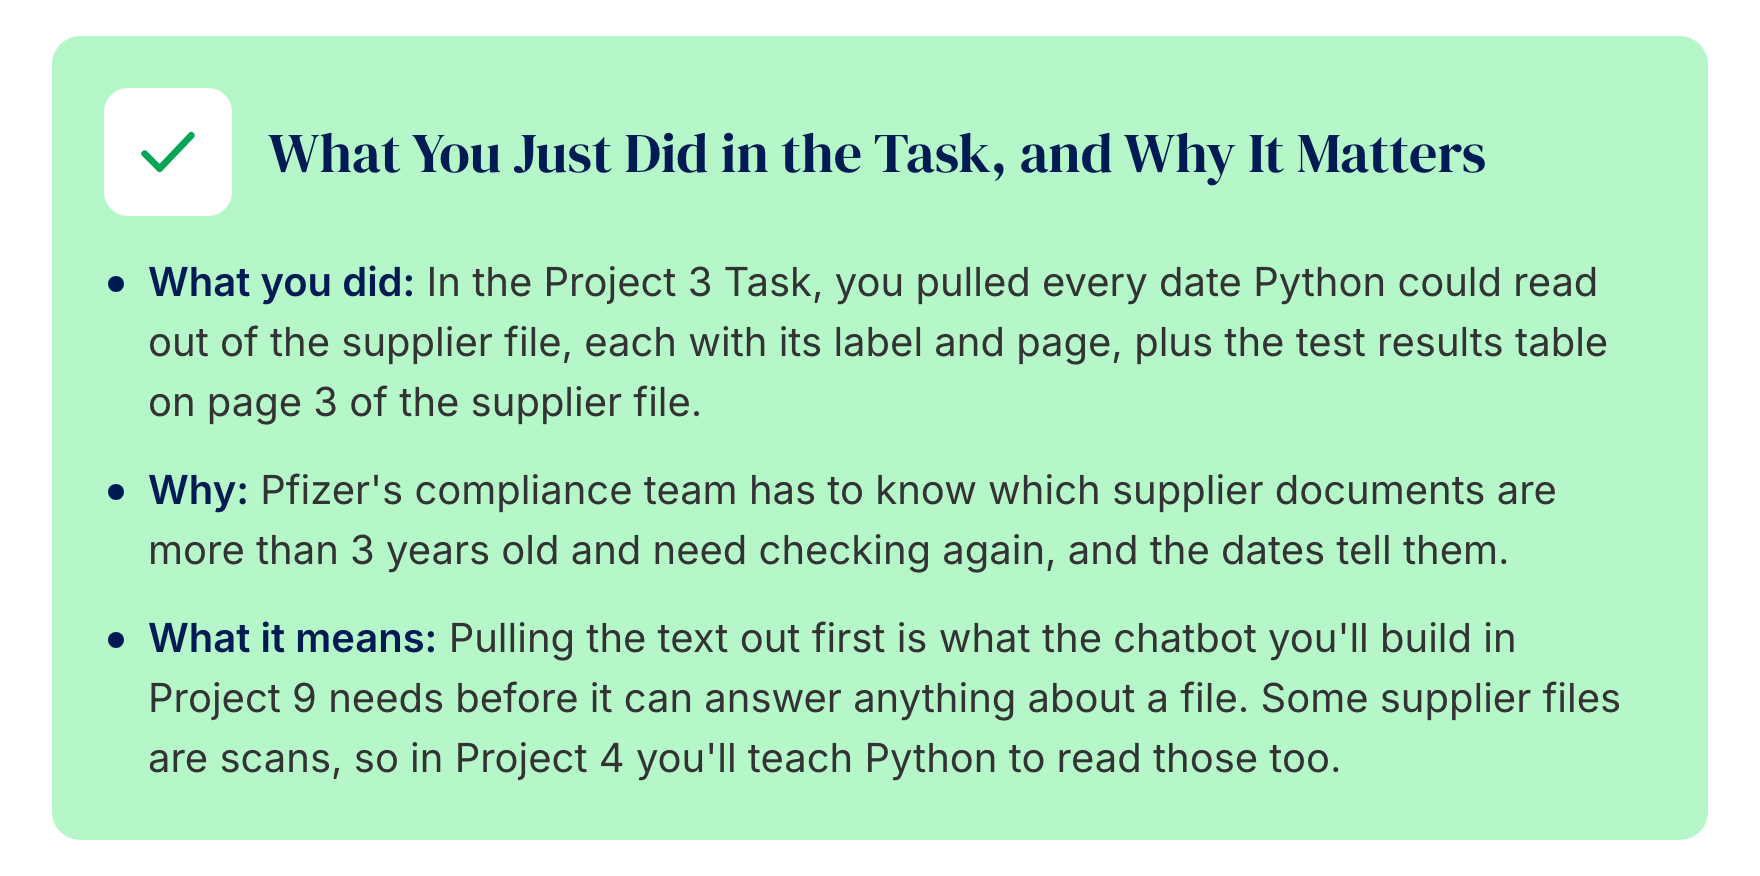 What You Just Did in the Task, and Why It Matters
• What you did: In the Project 3 Task, you pulled every date Python could read
out of the supplier file, each with its label and page, plus the test results table
on page 3 of the supplier file.
• Why: Pfizer's compliance team has to know which supplier documents are
more than 3 years old and need checking again, and the dates tell them.
• What it means: Pulling the text out first is what the chatbot you'll build in
Project 9 needs before it can answer anything about a file. Some supplier files
are scans, so in Project 4 you'll teach Python to read those too.